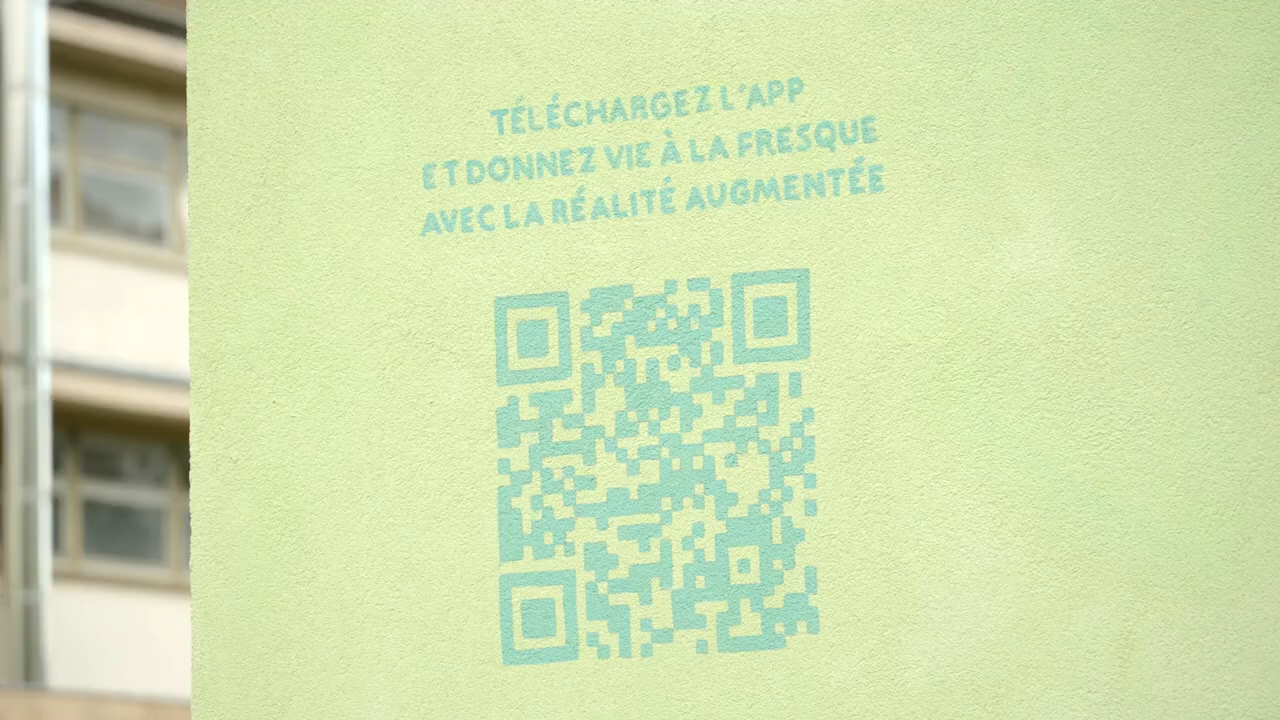 TÉLÉCHARGEZ L'APP
ET DONNEZ VIE À LA FRESQUE
AVEC LA RÉALITÉ AUGMENTÉE